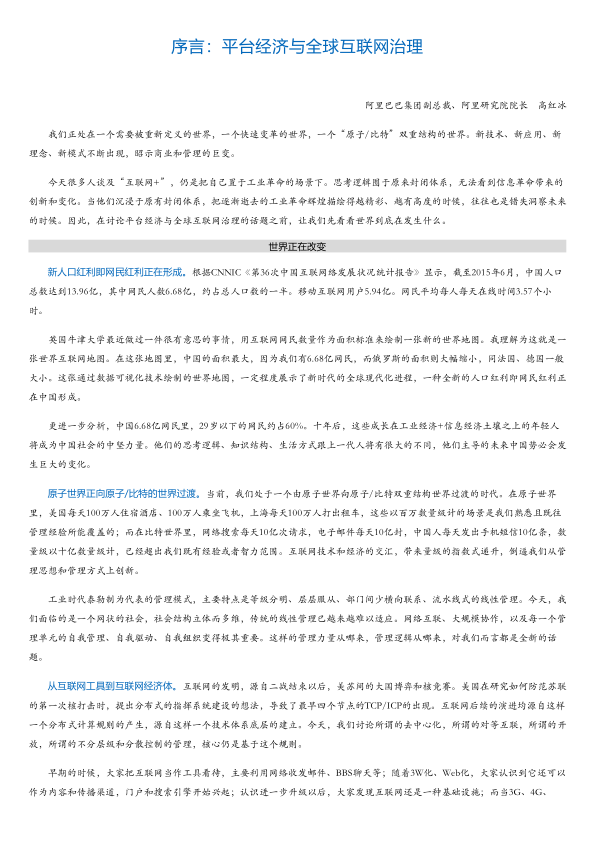 序言：平台经济与全球互联网治理
阿里巴巴集团副总裁、阿里研究院院长 高红冰
我们正处在一个需要被重新定义的世界，一个快速变革的世界，一个“原子/比特”双重结构的世界。新技术、新应用、新
理念、新模式不断出现，昭示商业和管理的巨变。
今天很多人谈及“互联网+”，仍是把自己置于工业革命的场景下。思考逻辑囿于原来封闭体系，无法看到信息革命带来的
创新和变化。当他们沉浸于原有封闭体系，把逐渐逝去的工业革命辉煌描绘得越精彩、越有高度的时候，往往也是错失洞察未来
的时候。因此，在讨论平台经济与全球互联网治理的话题之前，让我们先看看世界到底在发生什么。
世界正在改变
新人口红利即网民红利正在形成。根据CNNIC《第36次中国互联网络发展状况统计报告》显示，截至2015年6月，中国人口
总数达到13.96亿，其中网民人数6.68亿，约占总人口数的一半。移动互联网用户5.94亿。网民平均每人每天在线时间3.57个小
时。
英国牛津大学最近做过一件很有意思的事情，用互联网网民数量作为面积标准来绘制一张新的世界地图。我理解为这就是一
张世界互联网地图。在这张地图里，中国的面积最大，因为我们有6.68亿网民，而俄罗斯的面积则大幅缩小，同法国、德国一般
大小。这张通过数据可视化技术绘制的世界地图，一定程度展示了新时代的全球现代化进程，一种全新的人口红利即网民红利正
在中国形成。
更进一步分析，中国6.68亿网民里，29岁以下的网民约占60%。十年后，这些成长在工业经济+信息经济土壤之上的年轻人
将成为中国社会的中坚力量。他们的思考逻辑、知识结构、生活方式跟上一代人将有很大的不同，他们主导的未来中国势必会发
生巨大的变化。
原子世界正向原子/比特的世界过渡。当前，我们处于一个由原子世界向原子/比特双重结构世界过渡的时代。在原子世界
里，美国每天100万人住宿酒店、100万人乘坐飞机，上海每天100万人打出租车，这些以百万数量级计的场景是我们熟悉且既往
管理经验所能覆盖的；而在比特世界里，网络搜索每天10亿次请求，电子邮件每天10亿封，中国人每天发出手机短信10亿条，数
量级以十亿数量级计，已经超出我们既有经验或者智力范围。互联网技术和经济的交汇，带来量级的指数式递升，倒逼我们从管
理思想和管理方式上创新。
工业时代泰勒制为代表的管理模式，主要特点是等级分明、层层服从、部门间少横向联系、流水线式的线性管理。今天，我
们面临的是一个网状的社会，社会结构立体而多维，传统的线性管理已越来越难以适应。网络互联、大规模协作，以及每一个管
理单元的自我管理、自我驱动、自我组织变得极其重要。这样的管理力量从哪来，管理逻辑从哪来，对我们而言都是全新的话
题。
从互联网工具到互联网经济体。互联网的发明，源自二战结束以后，美苏间的大国博弈和核竞赛。美国在研究如何防范苏联
的第一次核打击时，提出分布式的指挥系统建设的想法，导致了最早四个节点的TCP/ICP的出现。互联网后续的演进均源自这样
一个分布式计算规则的产生，源自这样一个技术体系底层的建立。今天，我们讨论所谓的去中心化，所谓的对等互联，所谓的开
放，所谓的不分层级和分散控制的管理，核心仍是基于这个规则。
早期的时候，大家把互联网当作工具看待，主要利用网络收发邮件、BBS聊天等；随着3W化、Web化，大家认识到它还可以
作为内容和传播渠道，门户和搜索引擎开始兴起；认识进一步升级以后，大家发现互联网还是一种基础设施；而当3G、4G、